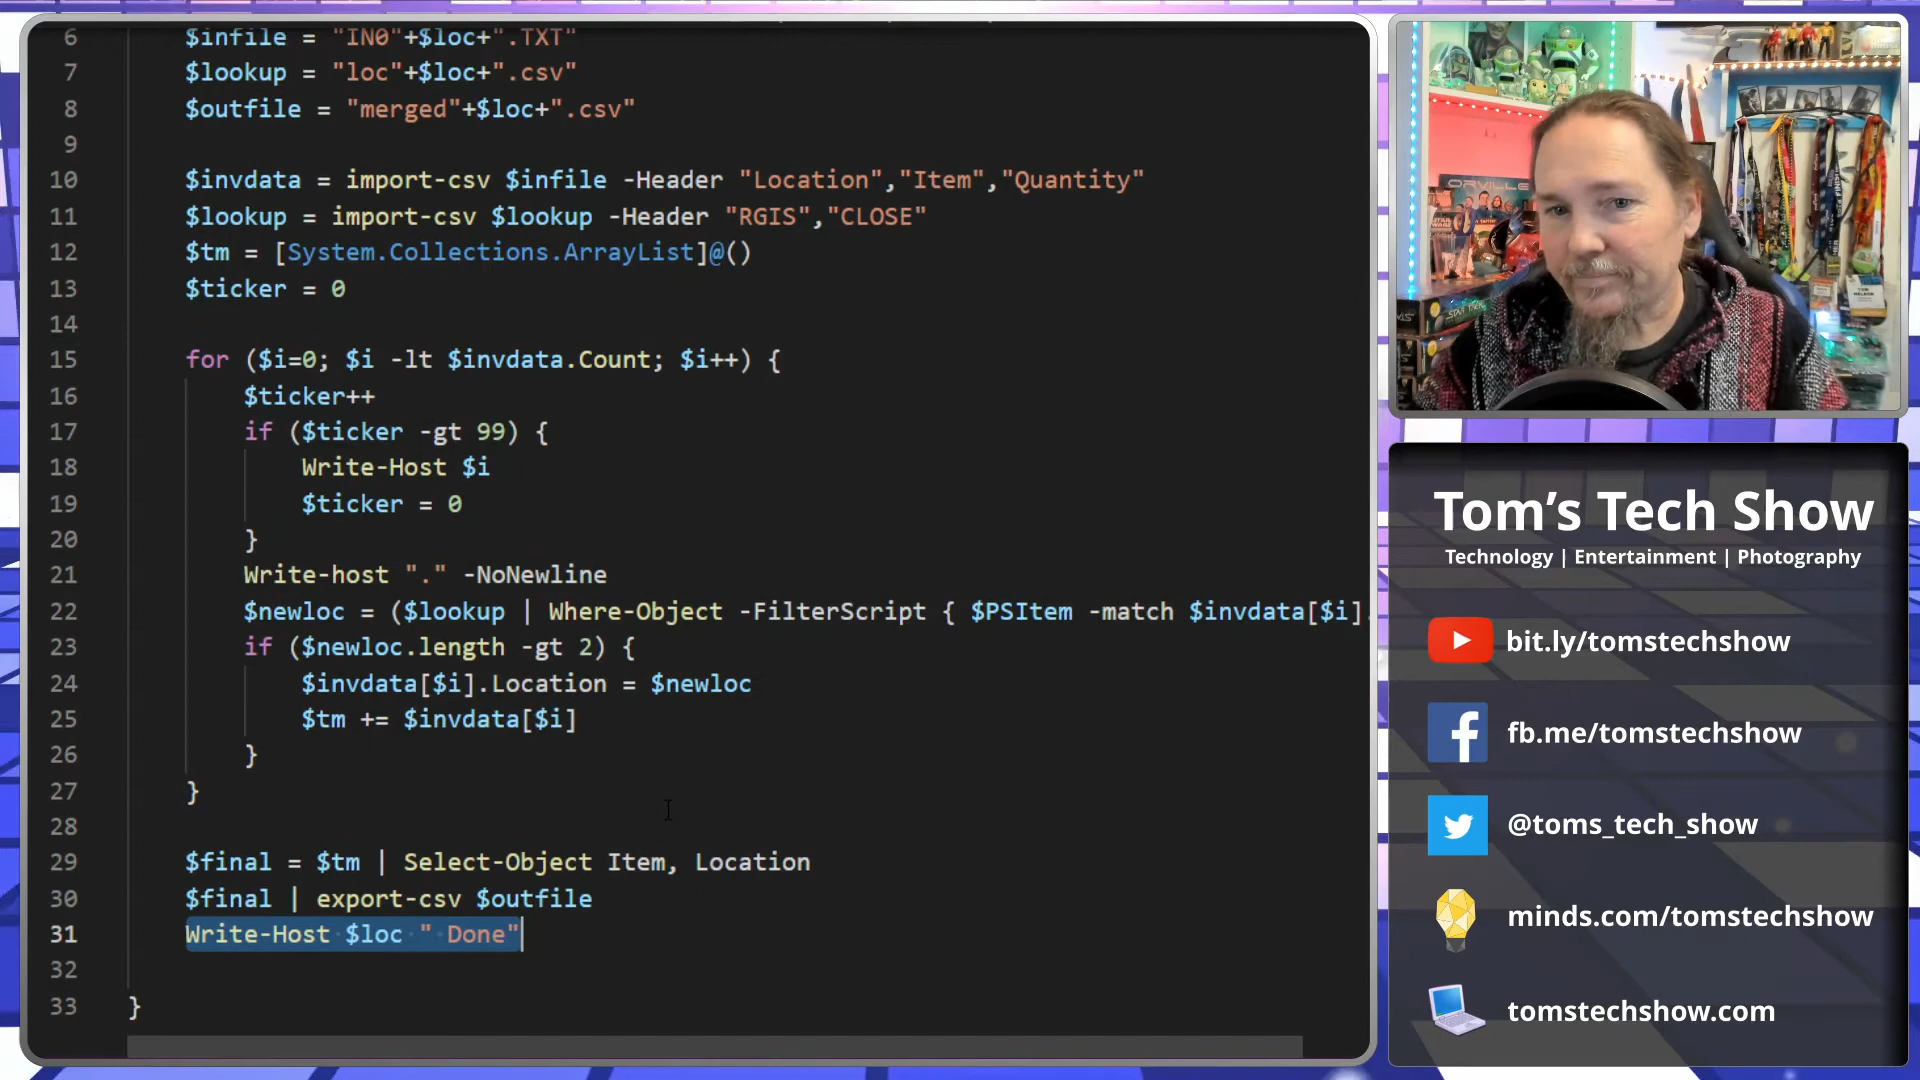 6 $infile = "IN0"+$loc+".TXT"
7 $lookup = "loc"+$loc+".csv"
8 $outfile = "merged"+$loc+".csv"
9
10 $invdata = import-csv $infile -Header "Location","Item","Quantity"
11 $lookup = import-csv $lookup -Header "RGIS","CLOSE"
12 $tm = [System.Collections.ArrayList]@()
13 $ticker = 0
14
15 for ($i=0; $i -lt $invdata.Count; $i++) {
16 $ticker++
17 if ($ticker -gt 99) {
18 Write-Host $i
19 $ticker = 0
20 }
21 Write-host "." -NoNewline
22 $newloc = ($lookup | Where-Object -FilterScript { $PSItem -match $invdata[$i].
23 if ($newloc.length -gt 2) {
24 $invdata[$i].Location = $newloc
25 $tm += $invdata[$i]
26 }
27 }
28
29 $final = $tm | Select-Object Item, Location
30 $final | export-csv $outfile
31 Write-Host $loc " Done"
32
33 }
ORVILLE
Tom's Tech Show
Technology | Entertainment | Photography
bit.ly/tomstechshow
fb.me/tomstechshow
@toms_tech_show
minds.com/tomstechshow
tomstechshow.com